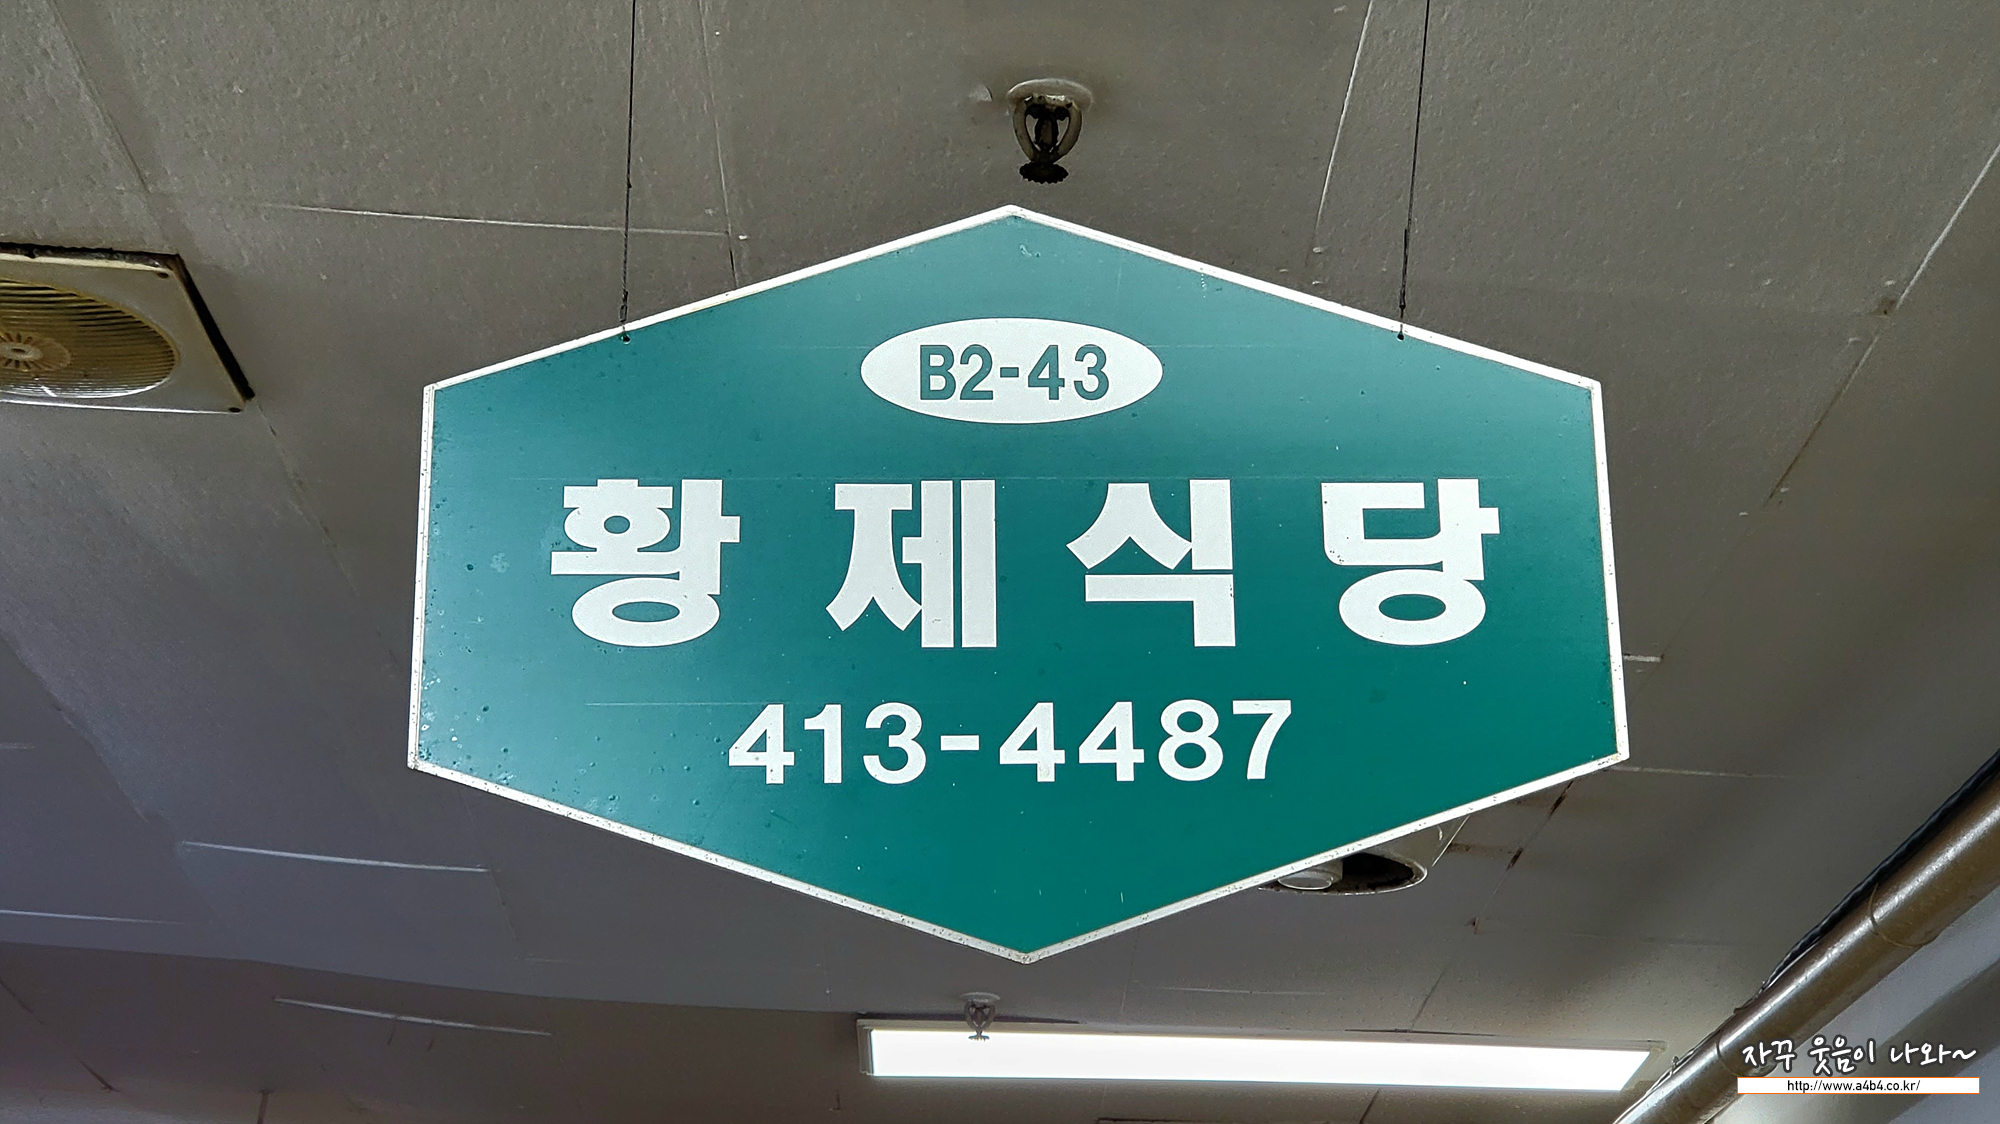 B2-43
황제식당
413-4487
자꾸 웃음이 나와~
http://www.a4b4.co.kr/